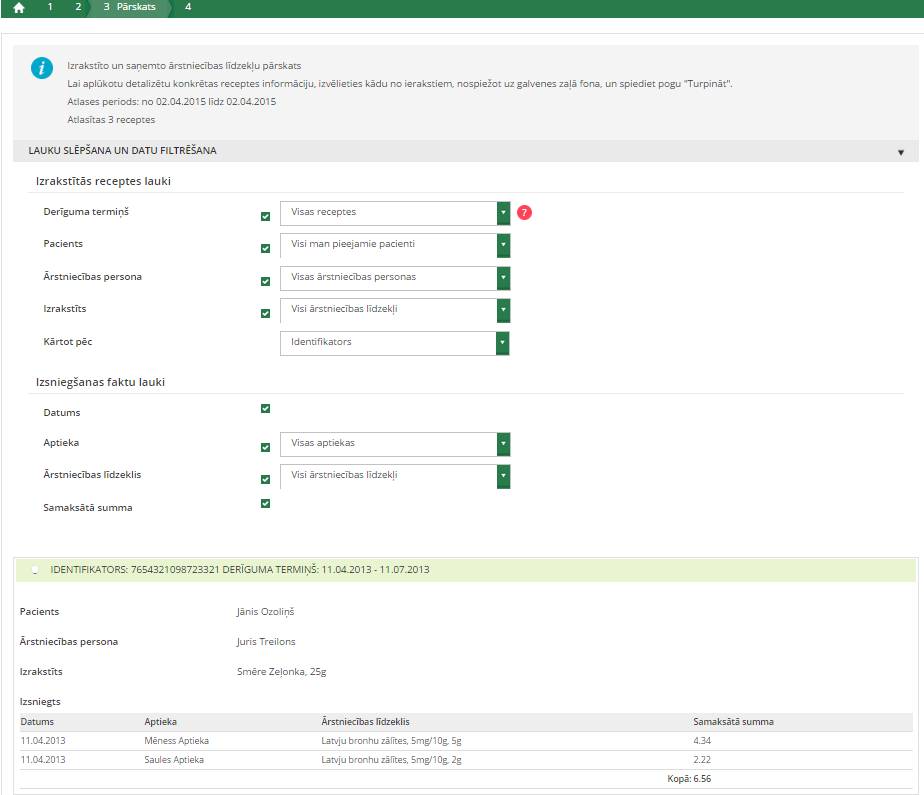 1 2 3 Pārskats 4
Izrakstīto un saņemto ārstniecības līdzekļu pārskats
Lai aplūkotu detalizētu konkrētas receptes informāciju, izvēlieties kādu no ierakstiem, nospiežot uz galvenes zaļā fona, un spiediet pogu "Turpināt".
Atlases periods: no 02.04.2015 līdz 02.04.2015
Atlasītas 3 receptes
LAUKU SLĒPŠANA UN DATU FILTRĒŠANA
Izrakstītās receptes lauki
Derīguma termiņš Visas receptes ?
Pacients Visi man pieejamie pacienti
Ārstniecības persona Visas ārstniecības personas
Izrakstīts Visi ārstniecības līdzekļi
Kārtot pēc Identifikators
Izsniegšanas faktu lauki
Datums
Aptieka Visas aptiekas
Ārstniecības līdzeklis Visi ārstniecības līdzekļi
Samaksātā summa
IDENTIFIKATORS: 7654321098723321 DERĪGUMA TERMIŅŠ: 11.04.2013 - 11.07.2013
Pacients Jānis Ozoliņš
Ārstniecības persona Juris Treilons
Izrakstīts Smēre Zeļonka, 25g
Izsniegts
Datums Aptieka Ārstniecības līdzeklis Samaksātā summa
11.04.2013 Mēness Aptieka Latvju bronhu zālītes, 5mg/10g, 5g 4.34
11.04.2013 Saules Aptieka Latvju bronhu zālītes, 5mg/10g, 2g 2.22
Kopā: 6.56